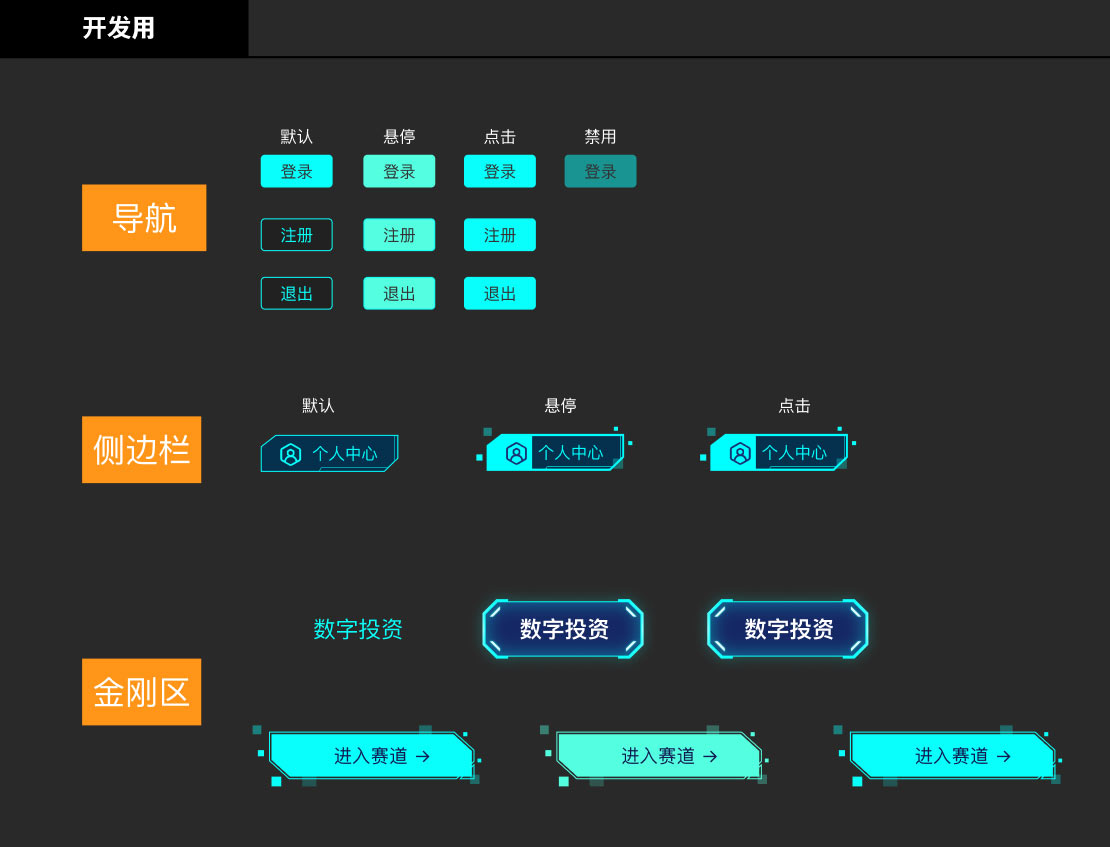 开发用
默认 悬停 点击 禁用
登录 登录 登录 登录
导航
注册 注册 注册
退出 退出 退出
默认 悬停 点击
侧边栏
个人中心 个人中心 个人中心
数字投资 数字投资 数字投资
金刚区
进入赛道 → 进入赛道 → 进入赛道 →